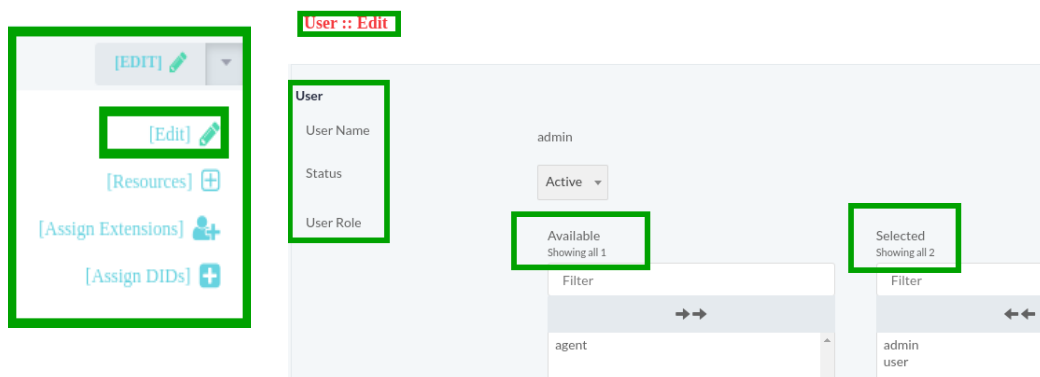 User :: Edit
[EDIT]
[Edit]
[Resources]
[Assign Extensions]
[Assign DIDs]
User
User Name
admin
Status
Active
User Role
Available
Showing all 1
Filter
agent
Selected
Showing all 2
Filter
admin
user